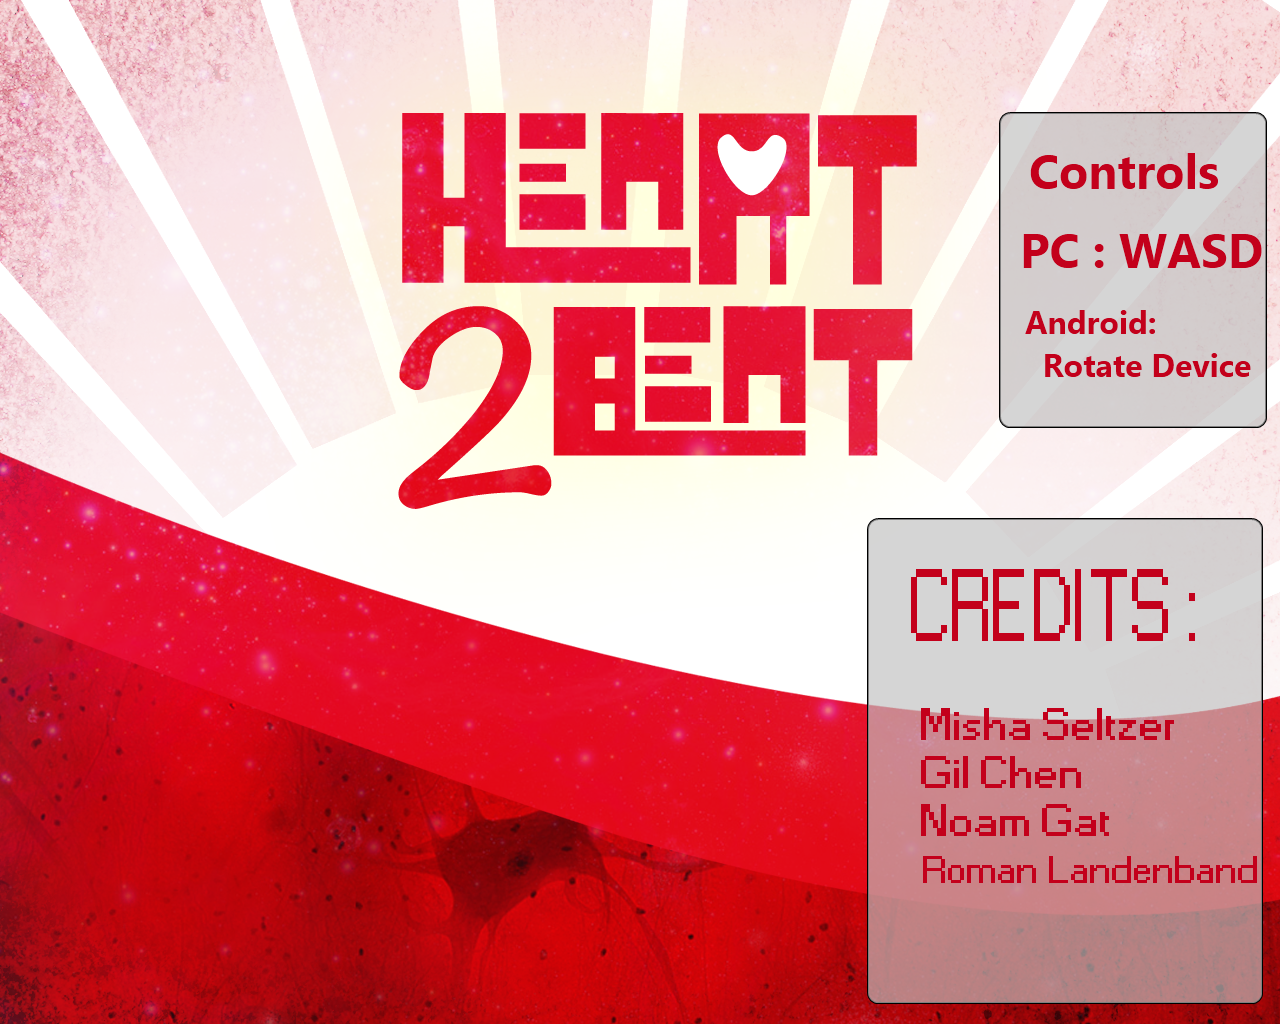 HEART
2 BEAT
Controls
PC : WASD
Android:
Rotate Device
CREDITS :
Misha Seltzer
Gil Chen
Noam Gat
Roman Landenband